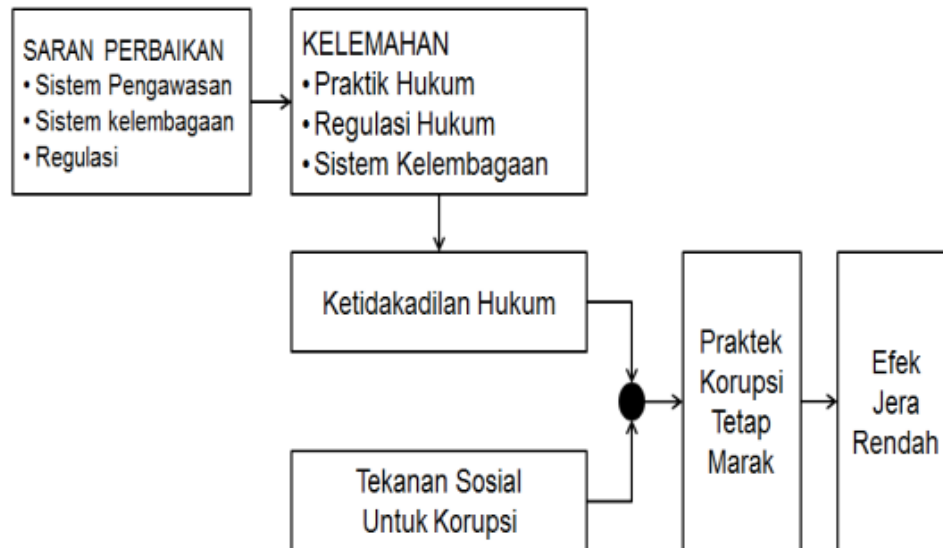 SARAN PERBAIKAN
• Sistem Pengawasan
• Sistem kelembagaan
• Regulasi
KELEMAHAN
• Praktik Hukum
• Regulasi Hukum
• Sistem Kelembagaan
Ketidakadilan Hukum
Tekanan Sosial
Untuk Korupsi
Praktek
Korupsi
Tetap
Marak
Efek
Jera
Rendah